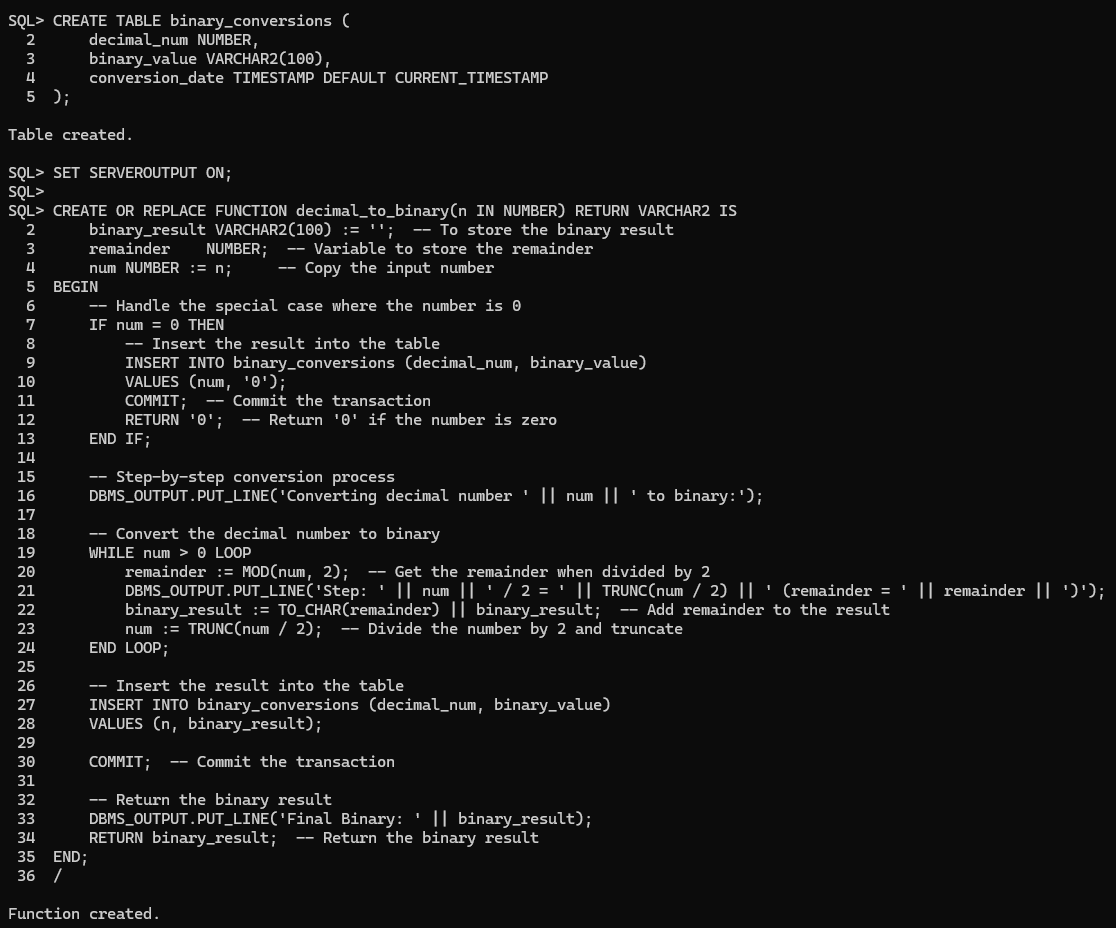 SQL> CREATE TABLE binary_conversions (
  2      decimal_num NUMBER,
  3      binary_value VARCHAR2(100),
  4      conversion_date TIMESTAMP DEFAULT CURRENT_TIMESTAMP
  5  );
Table created.
SQL> SET SERVEROUTPUT ON;
SQL>
SQL> CREATE OR REPLACE FUNCTION decimal_to_binary(n IN NUMBER) RETURN VARCHAR2 IS
  2      binary_result VARCHAR2(100) := '';  -- To store the binary result
  3      remainder    NUMBER;  -- Variable to store the remainder
  4      num NUMBER := n;     -- Copy the input number
  5  BEGIN
  6      -- Handle the special case where the number is 0
  7      IF num = 0 THEN
  8          -- Insert the result into the table
  9          INSERT INTO binary_conversions (decimal_num, binary_value)
 10          VALUES (num, '0');
 11          COMMIT;  -- Commit the transaction
 12          RETURN '0';  -- Return '0' if the number is zero
 13      END IF;
 14
 15      -- Step-by-step conversion process
 16      DBMS_OUTPUT.PUT_LINE('Converting decimal number ' || num || ' to binary:');
 17
 18      -- Convert the decimal number to binary
 19      WHILE num > 0 LOOP
 20          remainder := MOD(num, 2);  -- Get the remainder when divided by 2
 21          DBMS_OUTPUT.PUT_LINE('Step: ' || num || ' / 2 = ' || TRUNC(num / 2) || ' (remainder = ' || remainder || ')');
 22          binary_result := TO_CHAR(remainder) || binary_result;  -- Add remainder to the result
 23          num := TRUNC(num / 2);  -- Divide the number by 2 and truncate
 24      END LOOP;
 25
 26      -- Insert the result into the table
 27      INSERT INTO binary_conversions (decimal_num, binary_value)
 28      VALUES (n, binary_result);
 29
 30      COMMIT;  -- Commit the transaction
 31
 32      -- Return the binary result
 33      DBMS_OUTPUT.PUT_LINE('Final Binary: ' || binary_result);
 34      RETURN binary_result;  -- Return the binary result
 35  END;
 36  /
Function created.